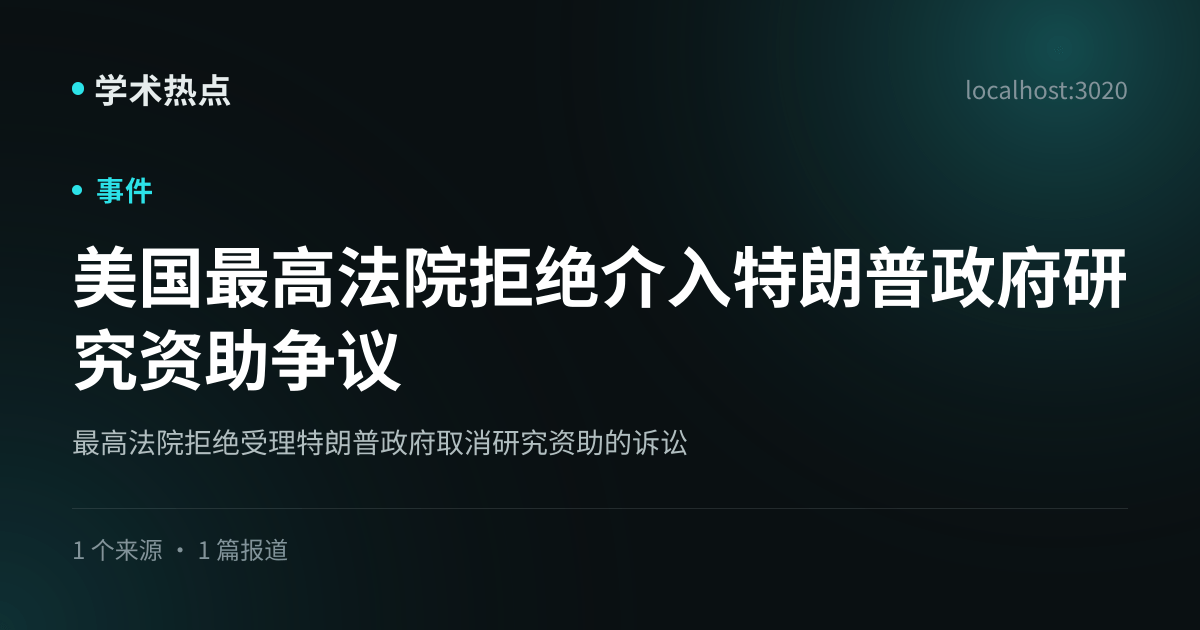 学术热点
localhost:3020
事件
美国最高法院拒绝介入特朗普政府研
究资助争议
最高法院拒绝受理特朗普政府取消研究资助的诉讼
1 个来源 · 1 篇报道